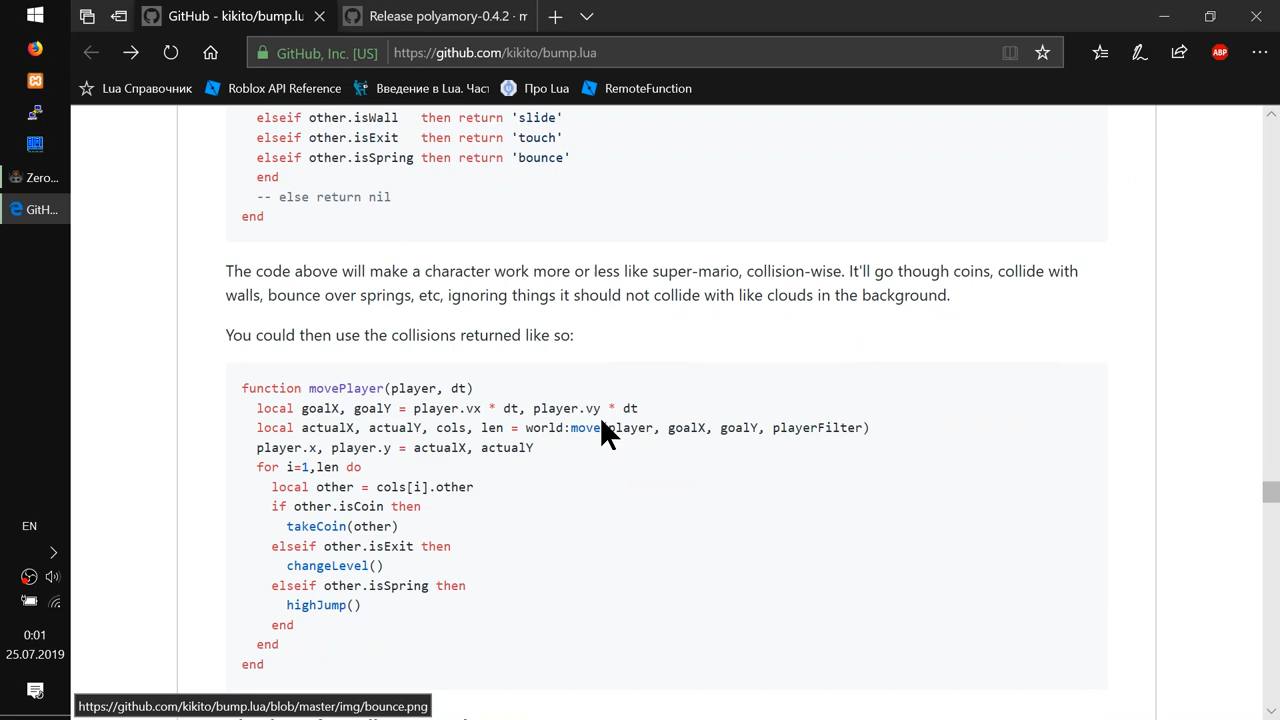 GitHub - kikito/bump.lu
Release polyamory-0.4.2 · m
GitHub, Inc. [US]
https://github.com/kikito/bump.lua
ABP
Lua Справочник
Roblox API Reference
Введение в Lua. Част
Про Lua
RemoteFunction
Zero...
GitH...
elseif other.isWall   then return 'slide'
elseif other.isExit   then return 'touch'
elseif other.isSpring then return 'bounce'
end
-- else return nil
end
The code above will make a character work more or less like super-mario, collision-wise. It'll go though coins, collide with
walls, bounce over springs, etc, ignoring things it should not collide with like clouds in the background.
You could then use the collisions returned like so:
function movePlayer(player, dt)
local goalX, goalY = player.vx * dt, player.vy * dt
local actualX, actualY, cols, len = world:move player, goalX, goalY, playerFilter)
player.x, player.y = actualX, actualY
for i=1,len do
local other = cols[i].other
if other.isCoin then
takeCoin(other)
elseif other.isExit then
changeLevel()
elseif other.isSpring then
highJump()
end
end
end
EN
0:01
25.07.2019
https://github.com/kikito/bump.lua/blob/master/img/bounce.png